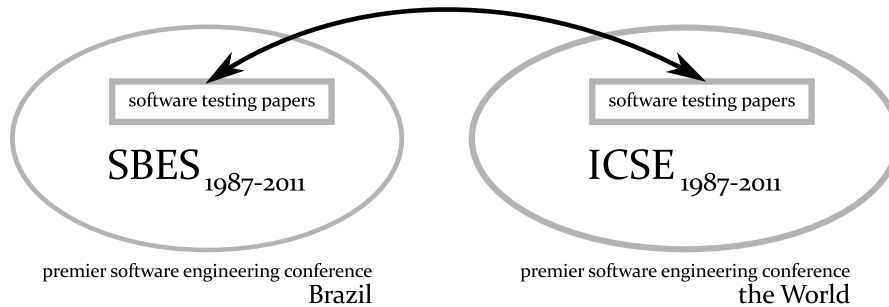 software testing papers
SBES 1987-2011
premier software engineering conference
Brazil
software testing papers
ICSE 1987-2011
premier software engineering conference
the World